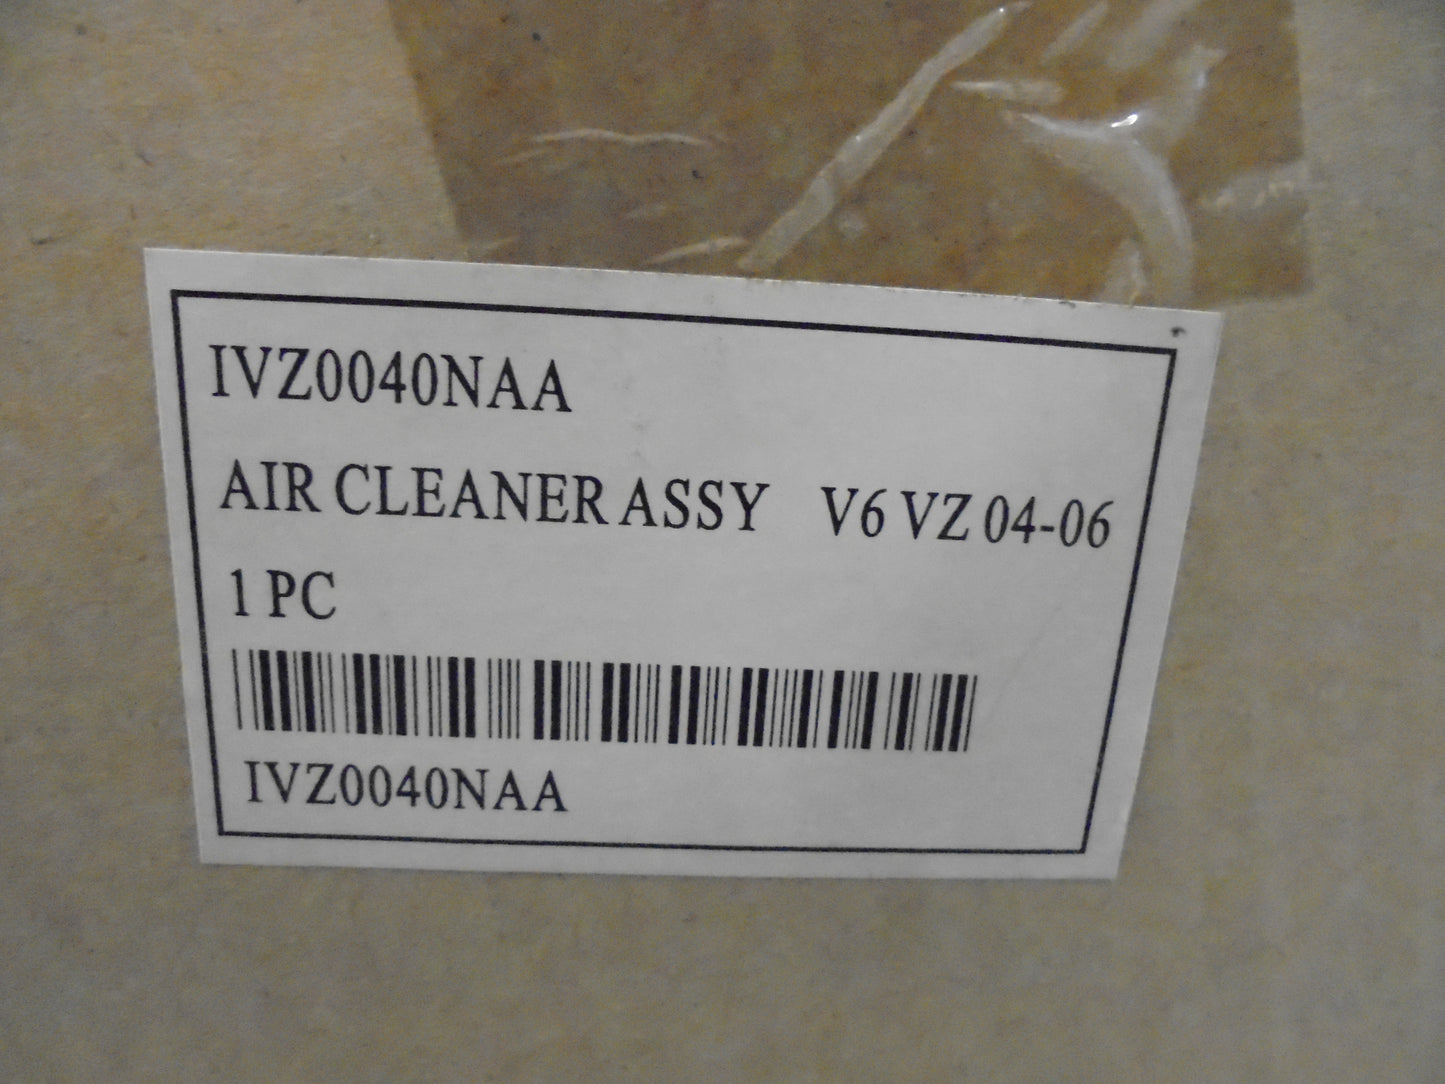 IVZ0040NAA
AIR CLEANER ASSY V6 VZ 04-06
1 PC
IVZ0040NAA